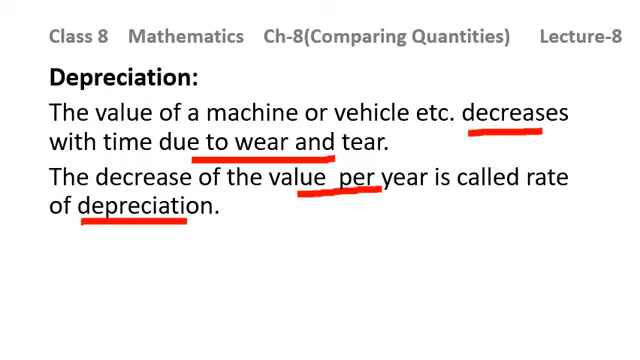 Class 8 Mathematics Ch-8(Comparing Quantities) Lecture-8
Depreciation:
The value of a machine or vehicle etc. decreases
with time due to wear and tear.
The decrease of the value per year is called rate
of depreciation.